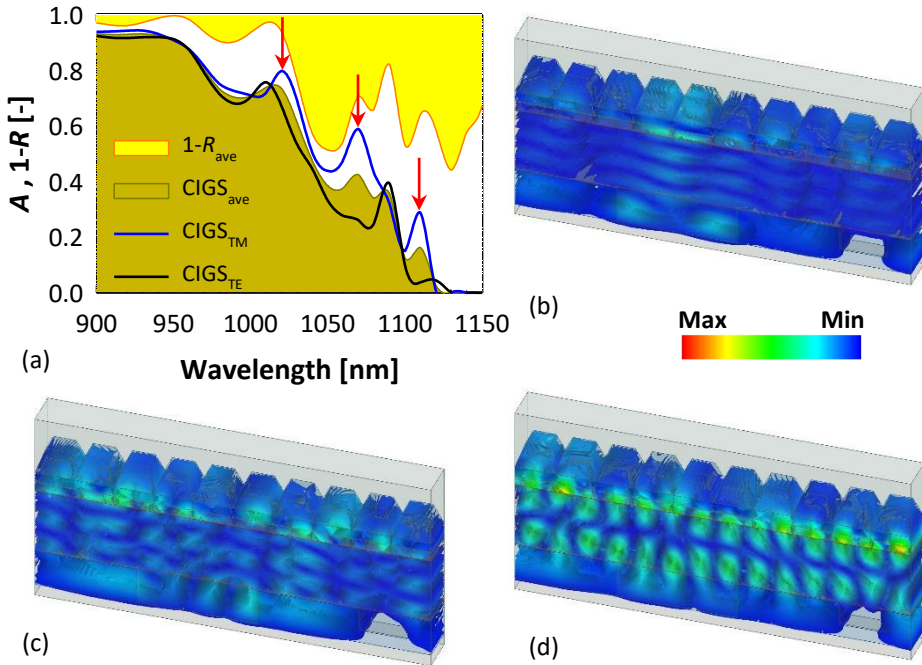 1.0
0.8
0.6
0.4
0.2
0.0
A , 1-R [-]
1-Rave
CIGSave
CIGSTM
CIGSTE
900 950 1000 1050 1100 1150
Wavelength [nm]
(a)
(b)
Max Min
(c)
(d)